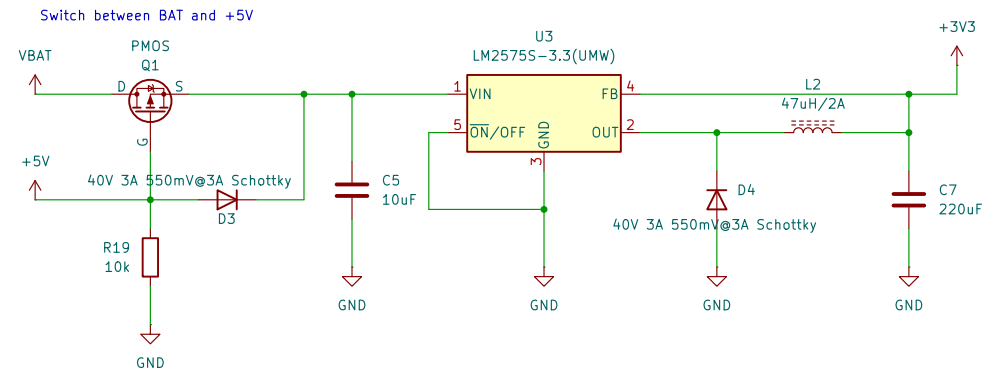 Switch between BAT and +5V
VBAT
PMOS
Q1
D
S
G
+5V
40V 3A 550mV@3A Schottky
D3
R19
10k
GND
C5
10uF
GND
U3
LM2575S-3.3(UMW)
1
VIN
5
ON/OFF
GND
3
FB
4
OUT
2
GND
L2
47uH/2A
D4
40V 3A 550mV@3A Schottky
GND
+3V3
C7
220uF
GND